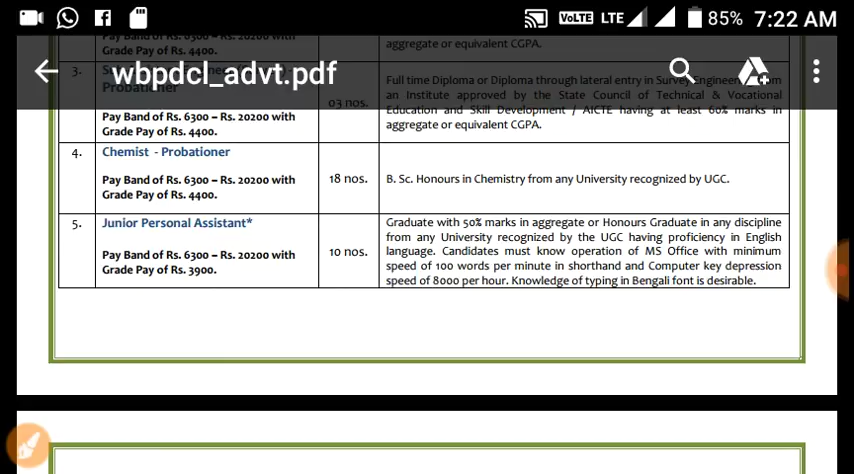 VoLTE LTE 85% 7:22 AM
Pay Band of Rs. 6300 – Rs. 20200 with
Grade Pay of Rs. 4400.
aggregate or equivalent CGPA.
wbpdcl_advt.pdf
3.
Probationer
Pay Band of Rs. 6300 – Rs. 20200 with
Grade Pay of Rs. 4400.
03 nos.
Full time Diploma or Diploma through lateral entry in Survey Engineering from
an Institute approved by the State Council of Technical & Vocational
Education and Skill Development / AICTE having at least 60% marks in
aggregate or equivalent CGPA.
4.
Chemist - Probationer
Pay Band of Rs. 6300 – Rs. 20200 with
Grade Pay of Rs. 4400.
18 nos.
B. Sc. Honours in Chemistry from any University recognized by UGC.
5.
Junior Personal Assistant*
Pay Band of Rs. 6300 – Rs. 20200 with
Grade Pay of Rs. 3900.
10 nos.
Graduate with 50% marks in aggregate or Honours Graduate in any discipline
from any University recognized by the UGC having proficiency in English
language. Candidates must know operation of MS Office with minimum
speed of 100 words per minute in shorthand and Computer key depression
speed of 8000 per hour. Knowledge of typing in Bengali font is desirable.